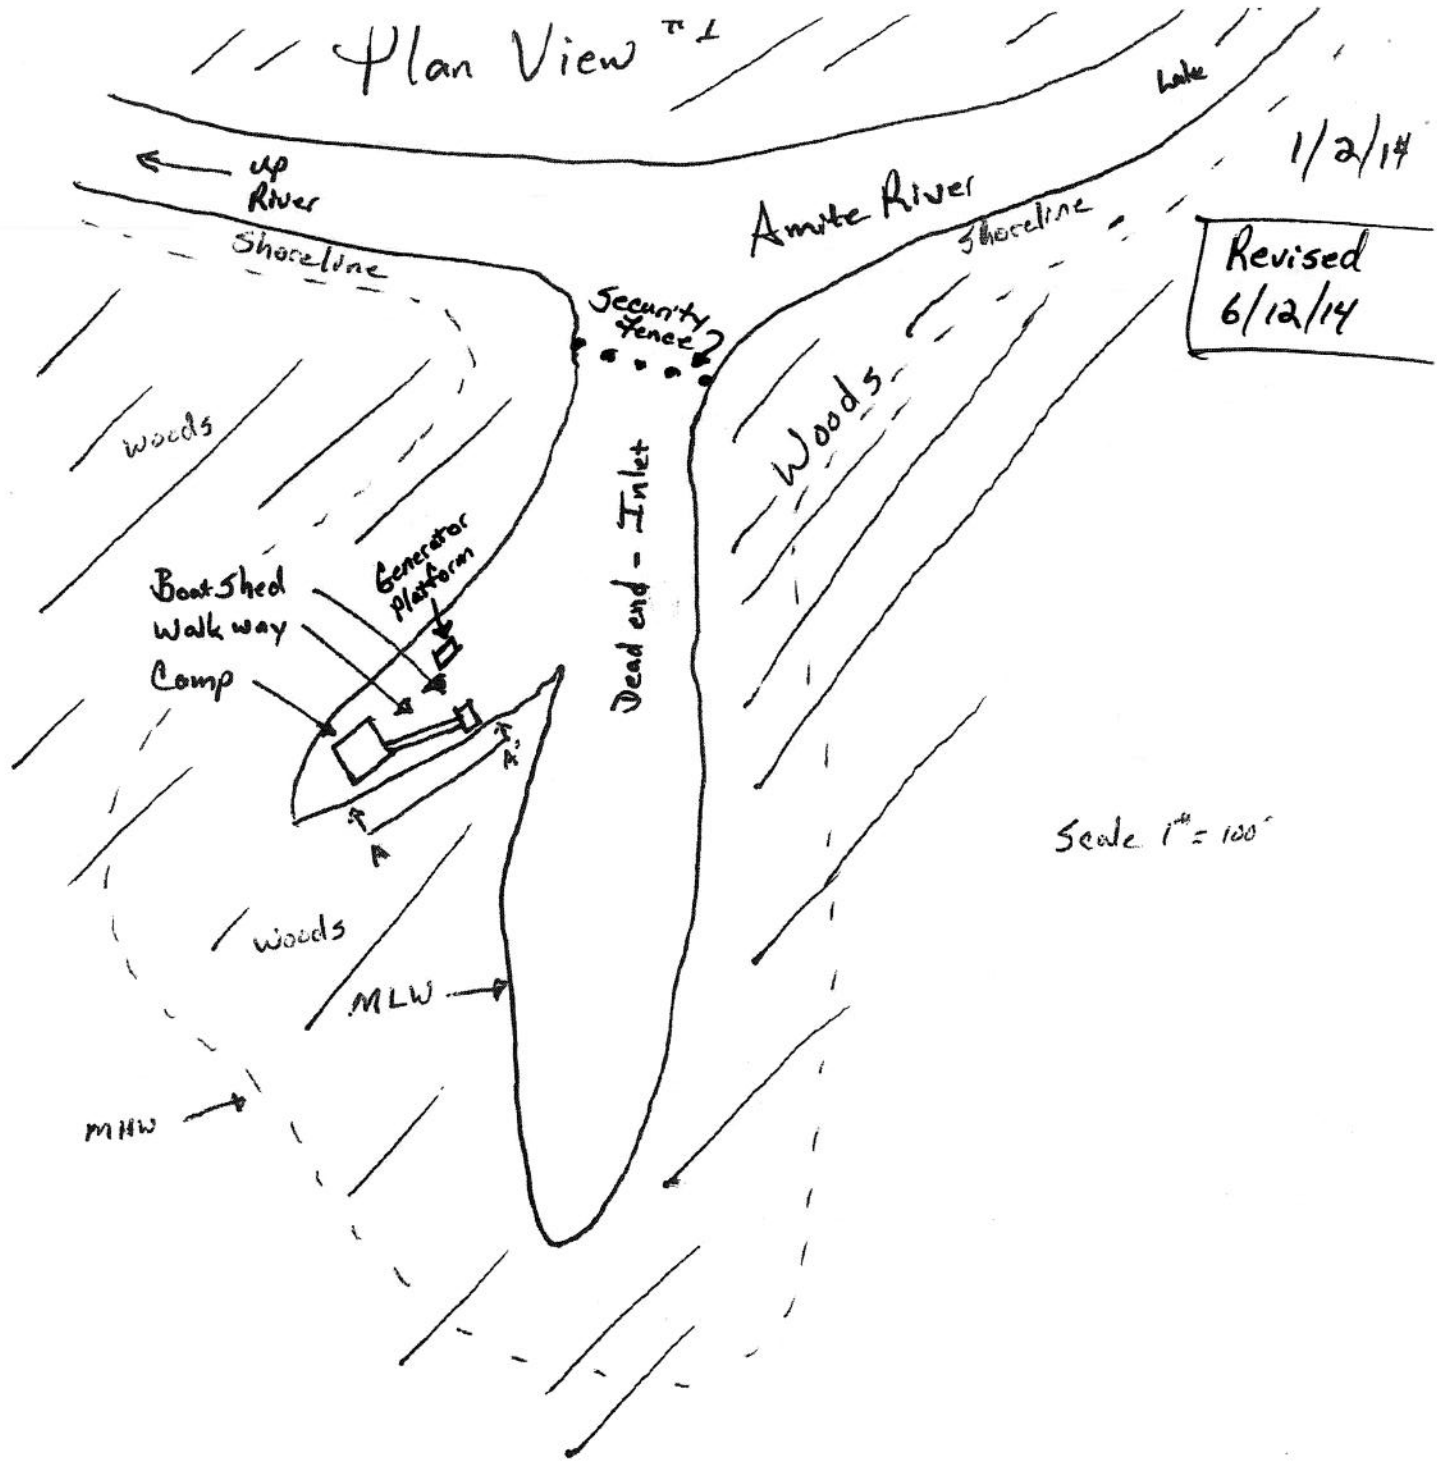 Plan View #1
Lake
1/2/14
up
River
Amite River
Shoreline
Shoreline
Revised
6/12/14
Security
fence
Woods
woods
Dead end - Inlet
Generator
Platform
Boat Shed
Walk way
Camp
A'
A
Scale 1" = 100'
woods
MLW
MHW